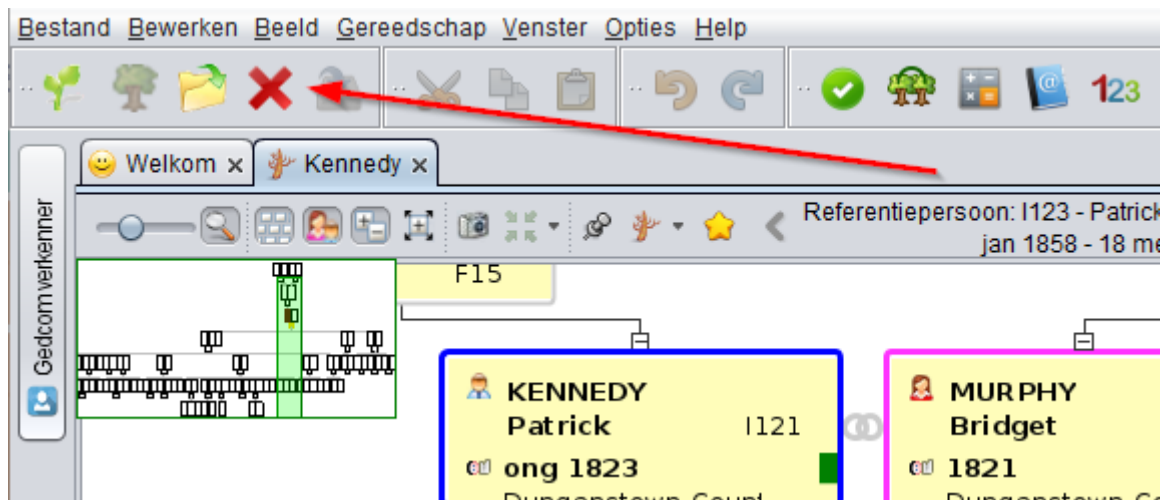 Bestand Bewerken Beeld Gereedschap Venster Opties Help
123
Welkom x Kennedy x
Gedcom verkenner
Referentiepersoon: I123 - Patrick
jan 1858 - 18 me
F15
KENNEDY
Patrick I121
ong 1823
MURPHY
Bridget
1821